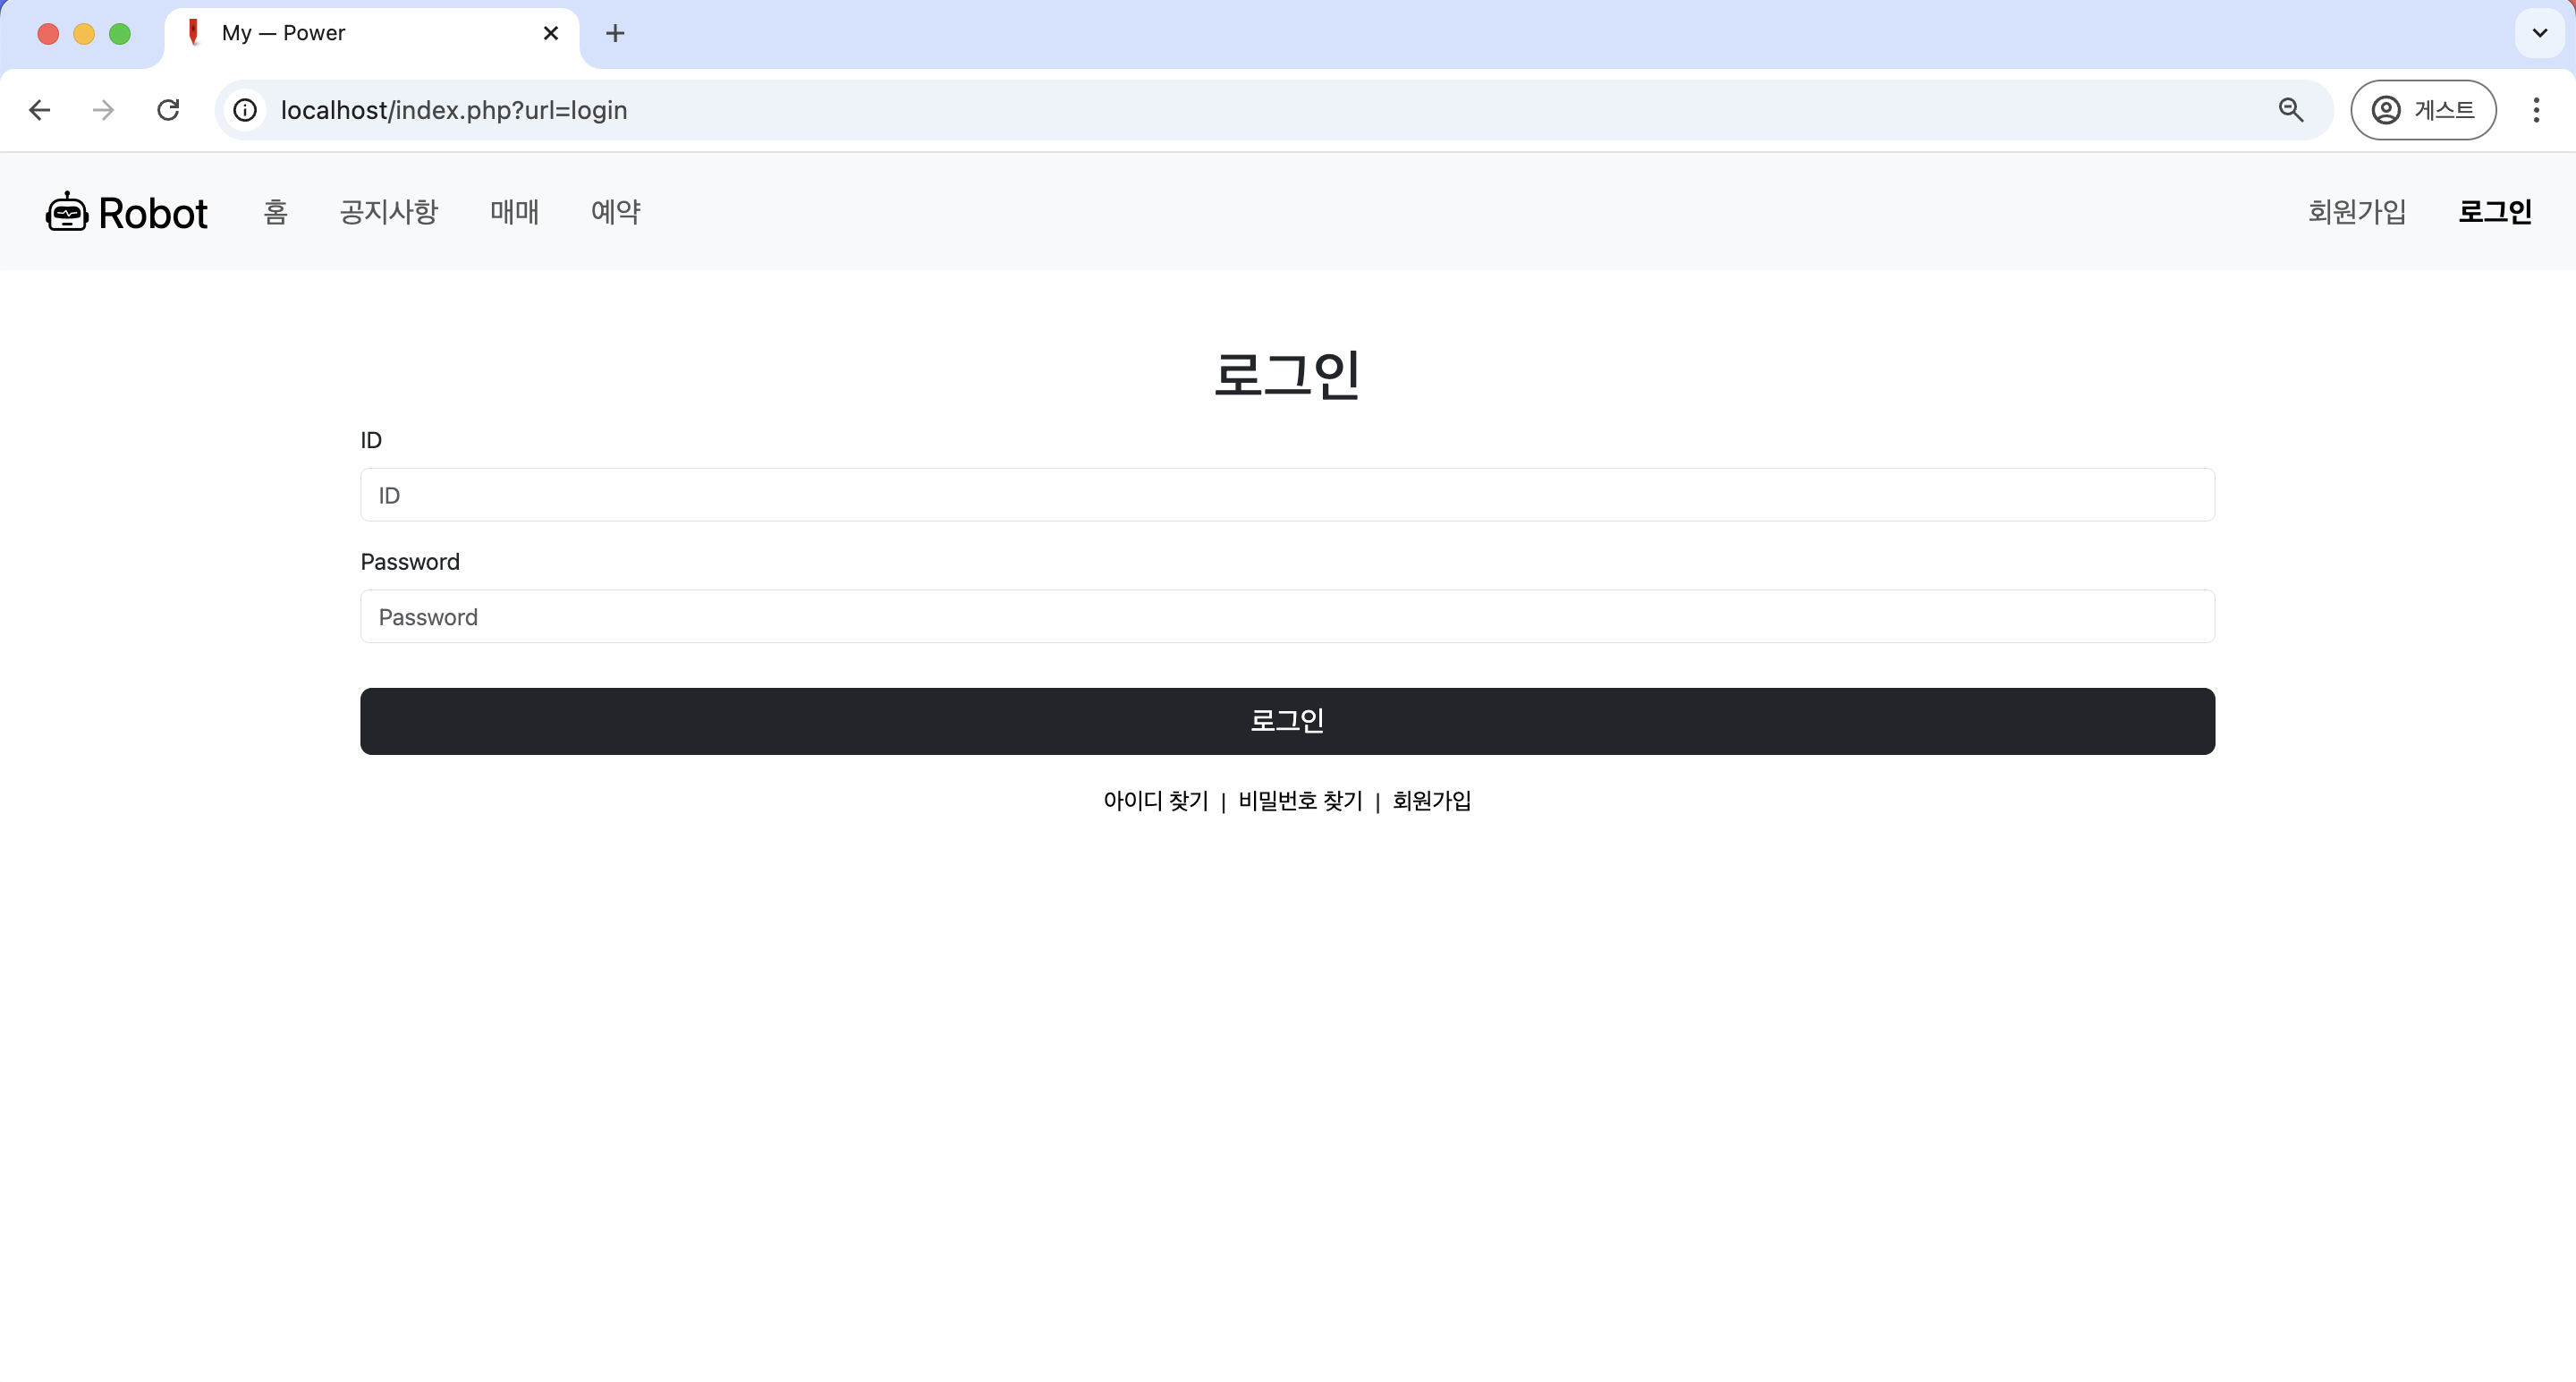 My — Power
localhost/index.php?url=login
게스트
Robot 홈 공지사항 매매 예약 회원가입 로그인
로그인
ID
ID
Password
Password
로그인
아이디 찾기 | 비밀번호 찾기 | 회원가입